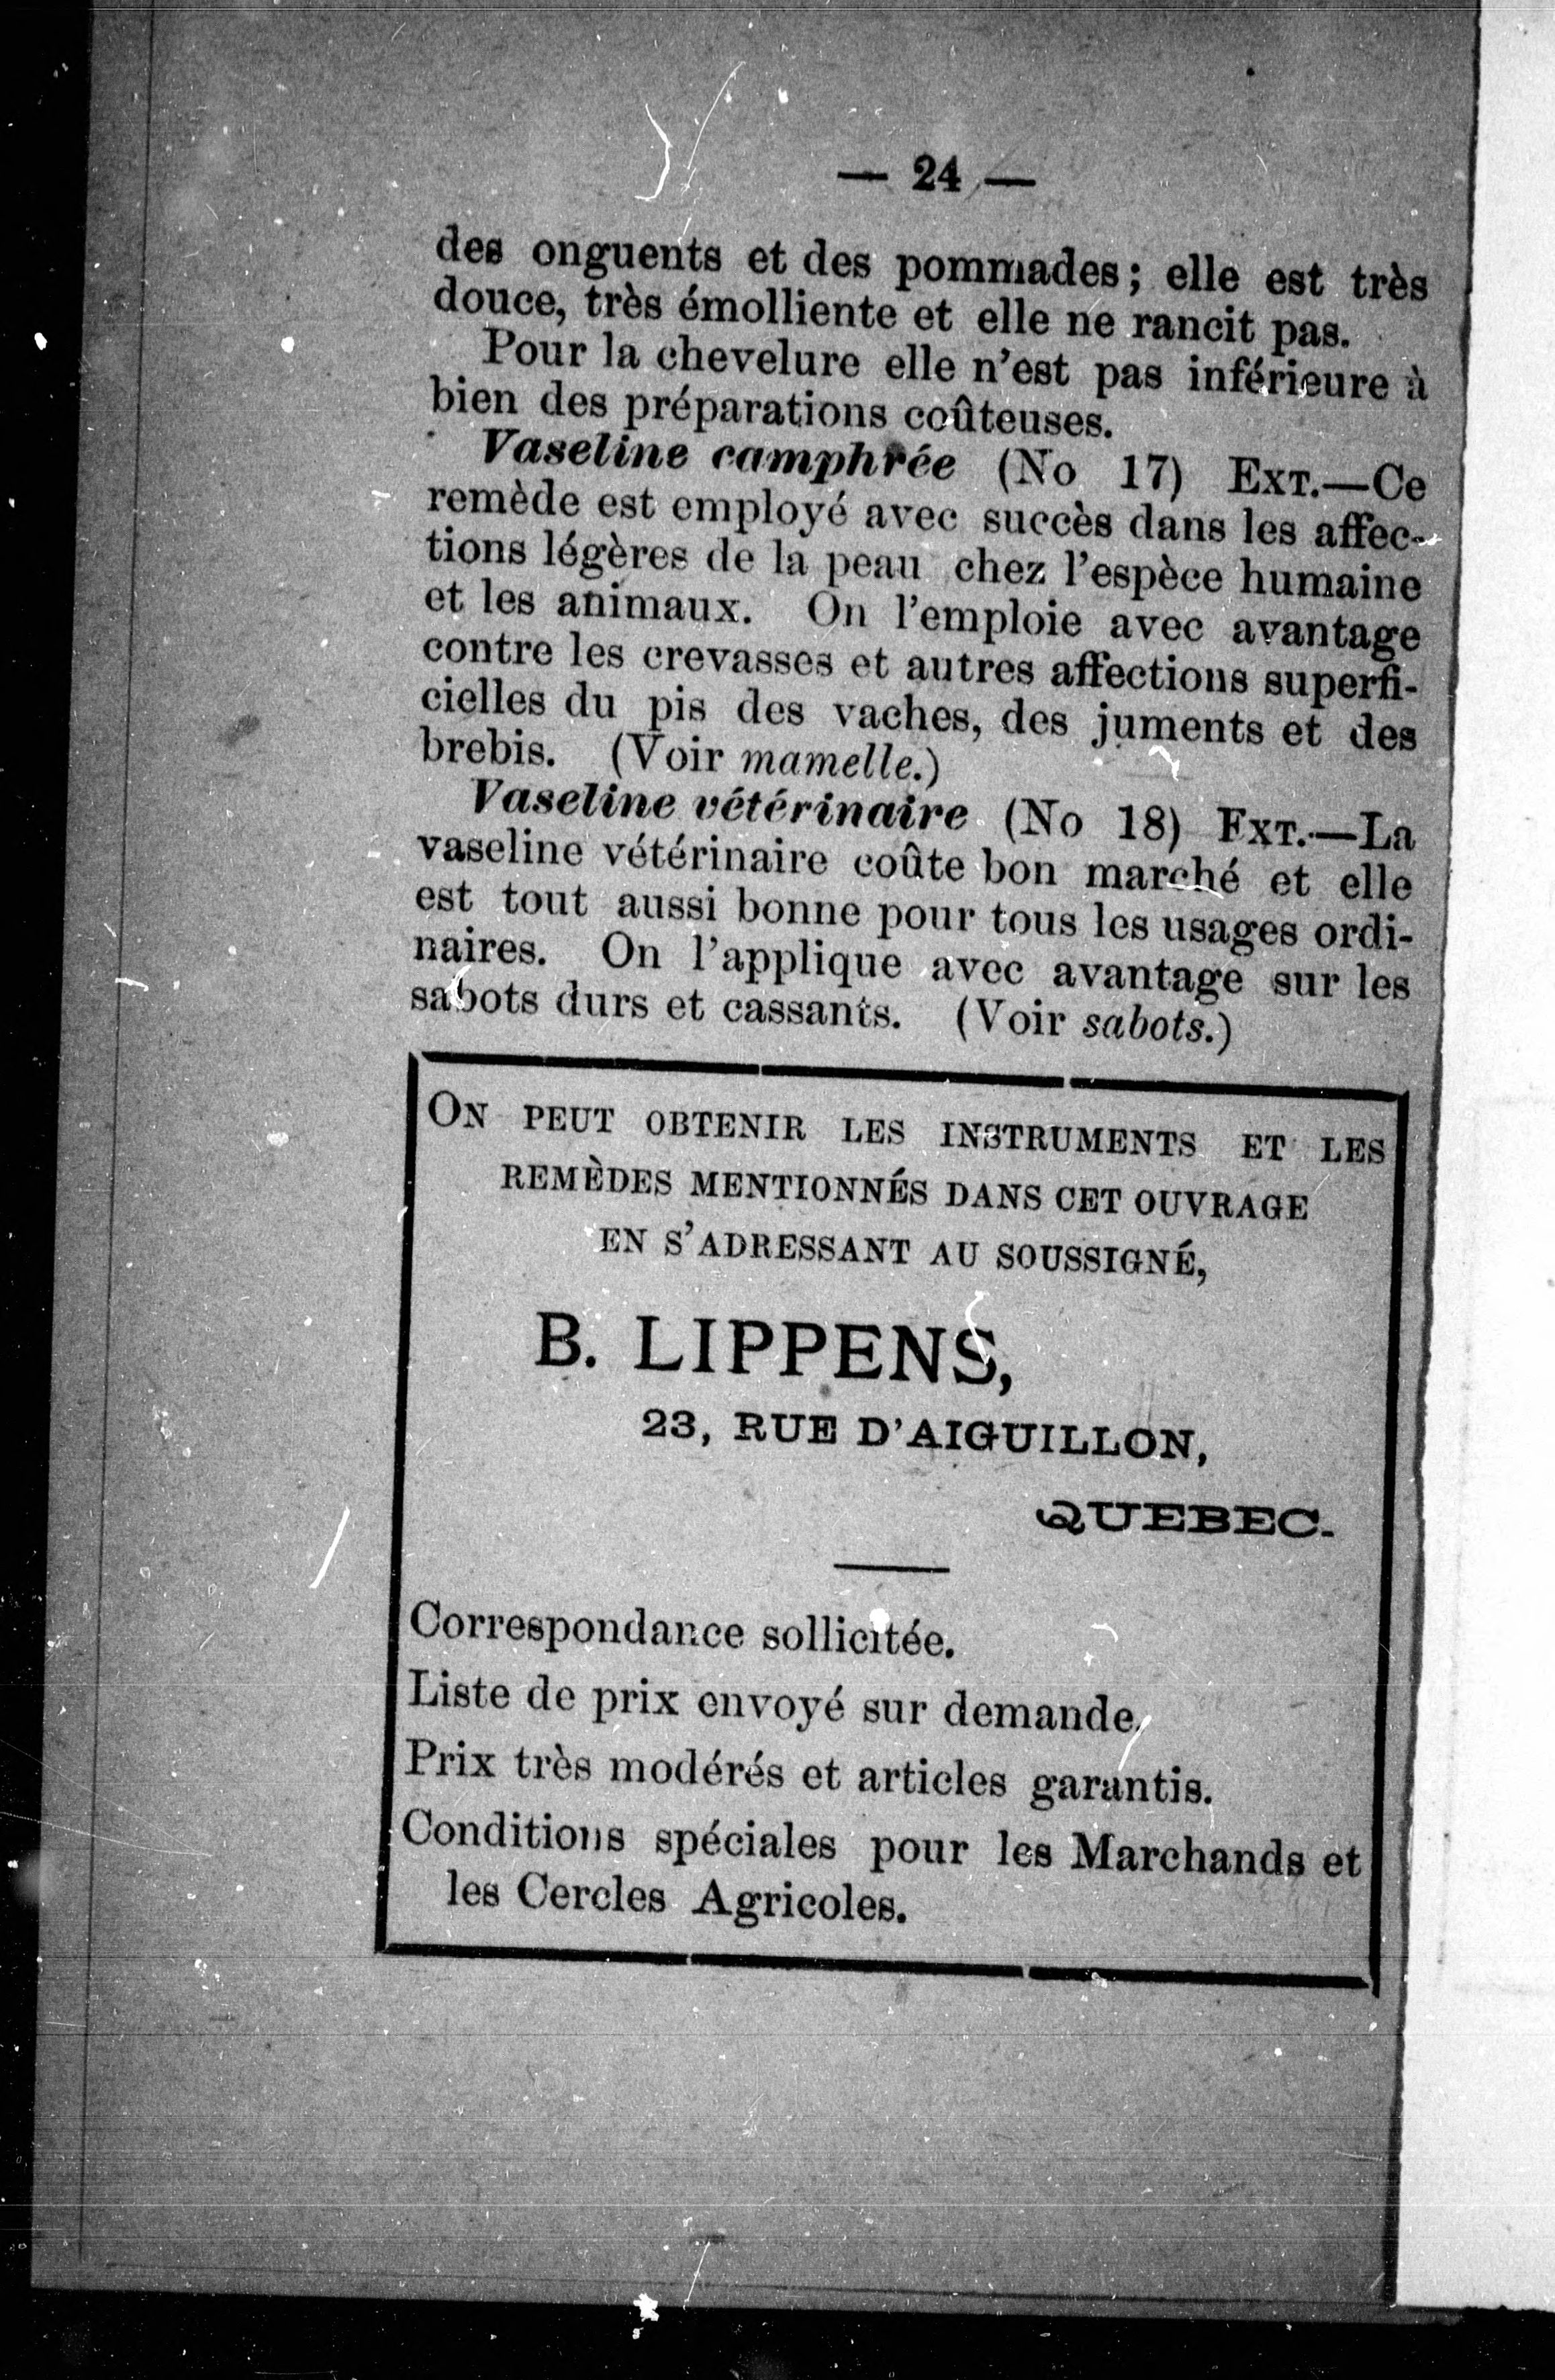 — 24 —
des onguents et des pommades; elle est très
douce, très émolliente et elle ne rancit pas.
Pour la chevelure elle n'est pas inférieure à
bien des préparations coûteuses.
Vaseline camphrée (No 17) EXT.—Ce
remède est employé avec succès dans les affec-
tions légères de la peau chez l'espèce humaine
et les animaux. On l'emploie avec avantage
contre les crevasses et autres affections superfi-
cielles du pis des vaches, des juments et des
brebis. (Voir mamelle.)
Vaseline vétérinaire (No 18) EXT.—La
vaseline vétérinaire coûte bon marché et elle
est tout aussi bonne pour tous les usages ordi-
naires. On l'applique avec avantage sur les
sabots durs et cassants. (Voir sabots.)
ON PEUT OBTENIR LES INSTRUMENTS ET LES
REMÈDES MENTIONNÉS DANS CET OUVRAGE
EN S'ADRESSANT AU SOUSSIGNÉ,
B. LIPPENS,
23, RUE D'AIGUILLON,
QUEBEC.
Correspondance sollicitée.
Liste de prix envoyé sur demande.
Prix très modérés et articles garantis.
Conditions spéciales pour les Marchands et
les Cercles Agricoles.